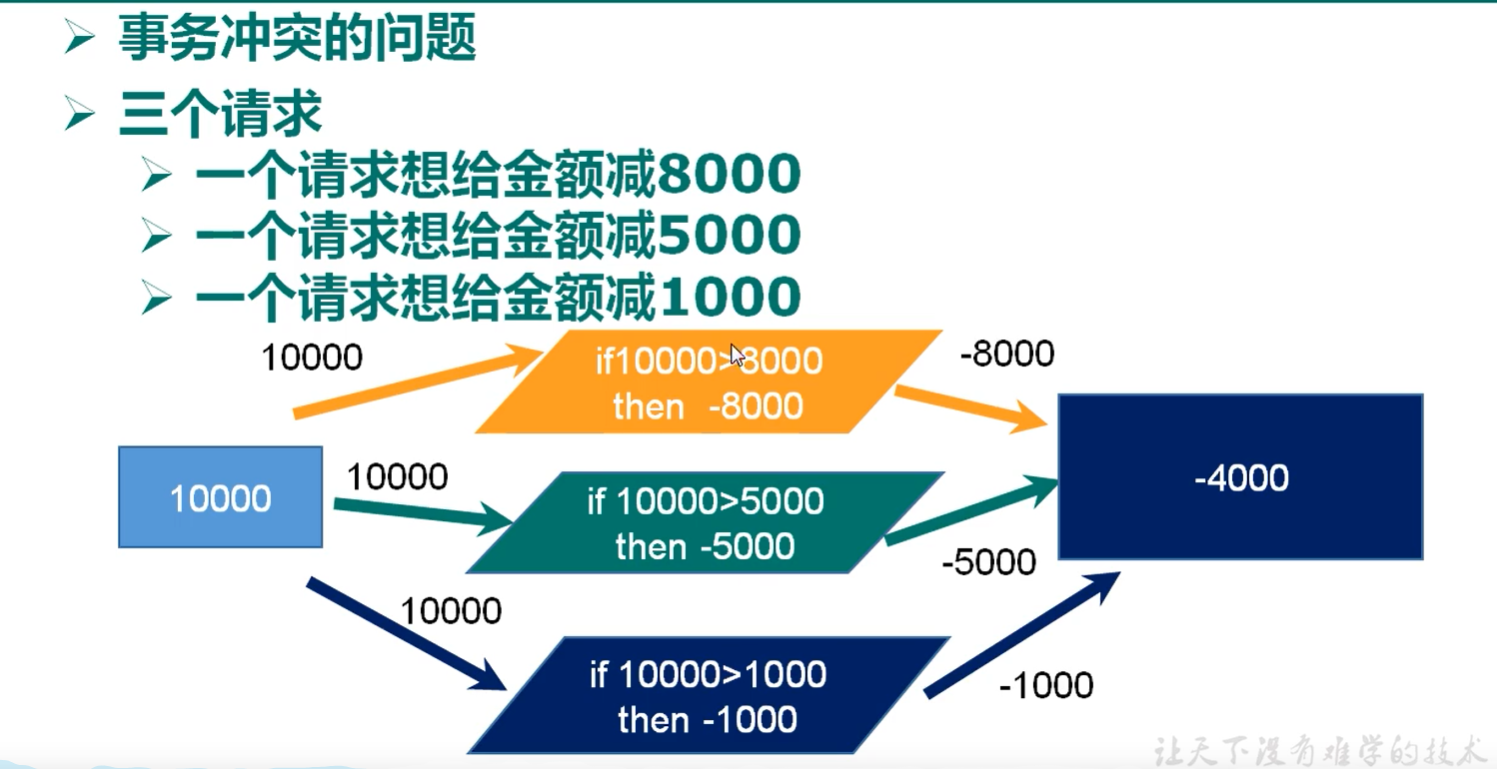 事务冲突的问题
三个请求
一个请求想给金额减8000
一个请求想给金额减5000
一个请求想给金额减1000
10000
if10000>8000
then -8000
-8000
10000
10000
if 10000>5000
then -5000
-5000
-4000
10000
if 10000>1000
then -1000
-1000
让天下没有难学的技术